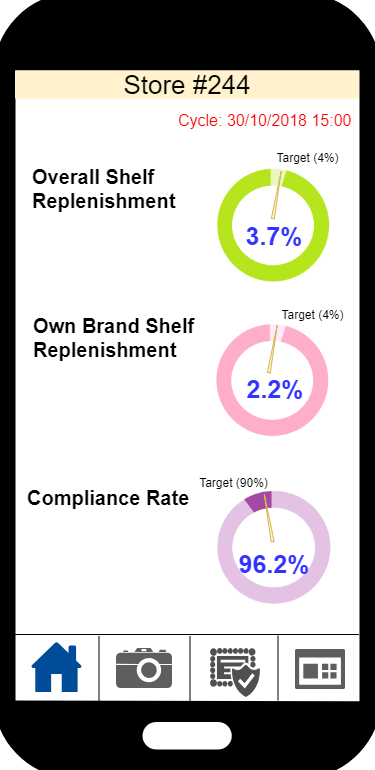 Store #244
Cycle: 30/10/2018 15:00
Target (4%)
Overall Shelf
Replenishment
3.7%
Target (4%)
Own Brand Shelf
Replenishment
2.2%
Target (90%)
Compliance Rate
96.2%